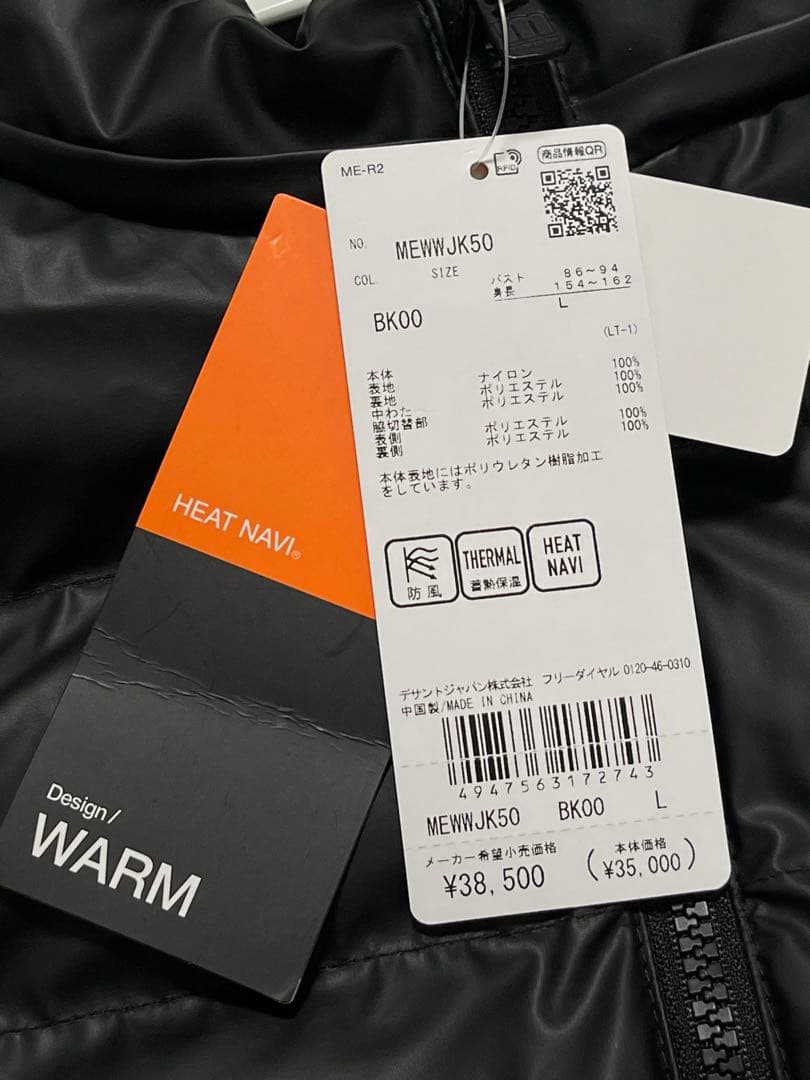 ME-R2
RFID
商品情報QR
NO. MEWWJK50
COL. SIZE
バスト 86~94
身長 154~162
L
BK00
(LT-1)
本体
表地 ナイロン 100%
裏地 ポリエステル 100%
中わた ポリエステル 100%
脇切替部
表側 ポリエステル 100%
裏側 ポリエステル 100%
本体表地にはポリウレタン樹脂加工
をしています。
防風
THERMAL
蓄熱保温
HEAT
NAVI
デサントジャパン株式会社 フリーダイヤル 0120-46-0310
中国製/MADE IN CHINA
4947563172743
MEWWJK50 BK00 L
メーカー希望小売価格 (本体価格
¥38,500 ¥35,000)
HEAT NAVI®
Design/
WARM